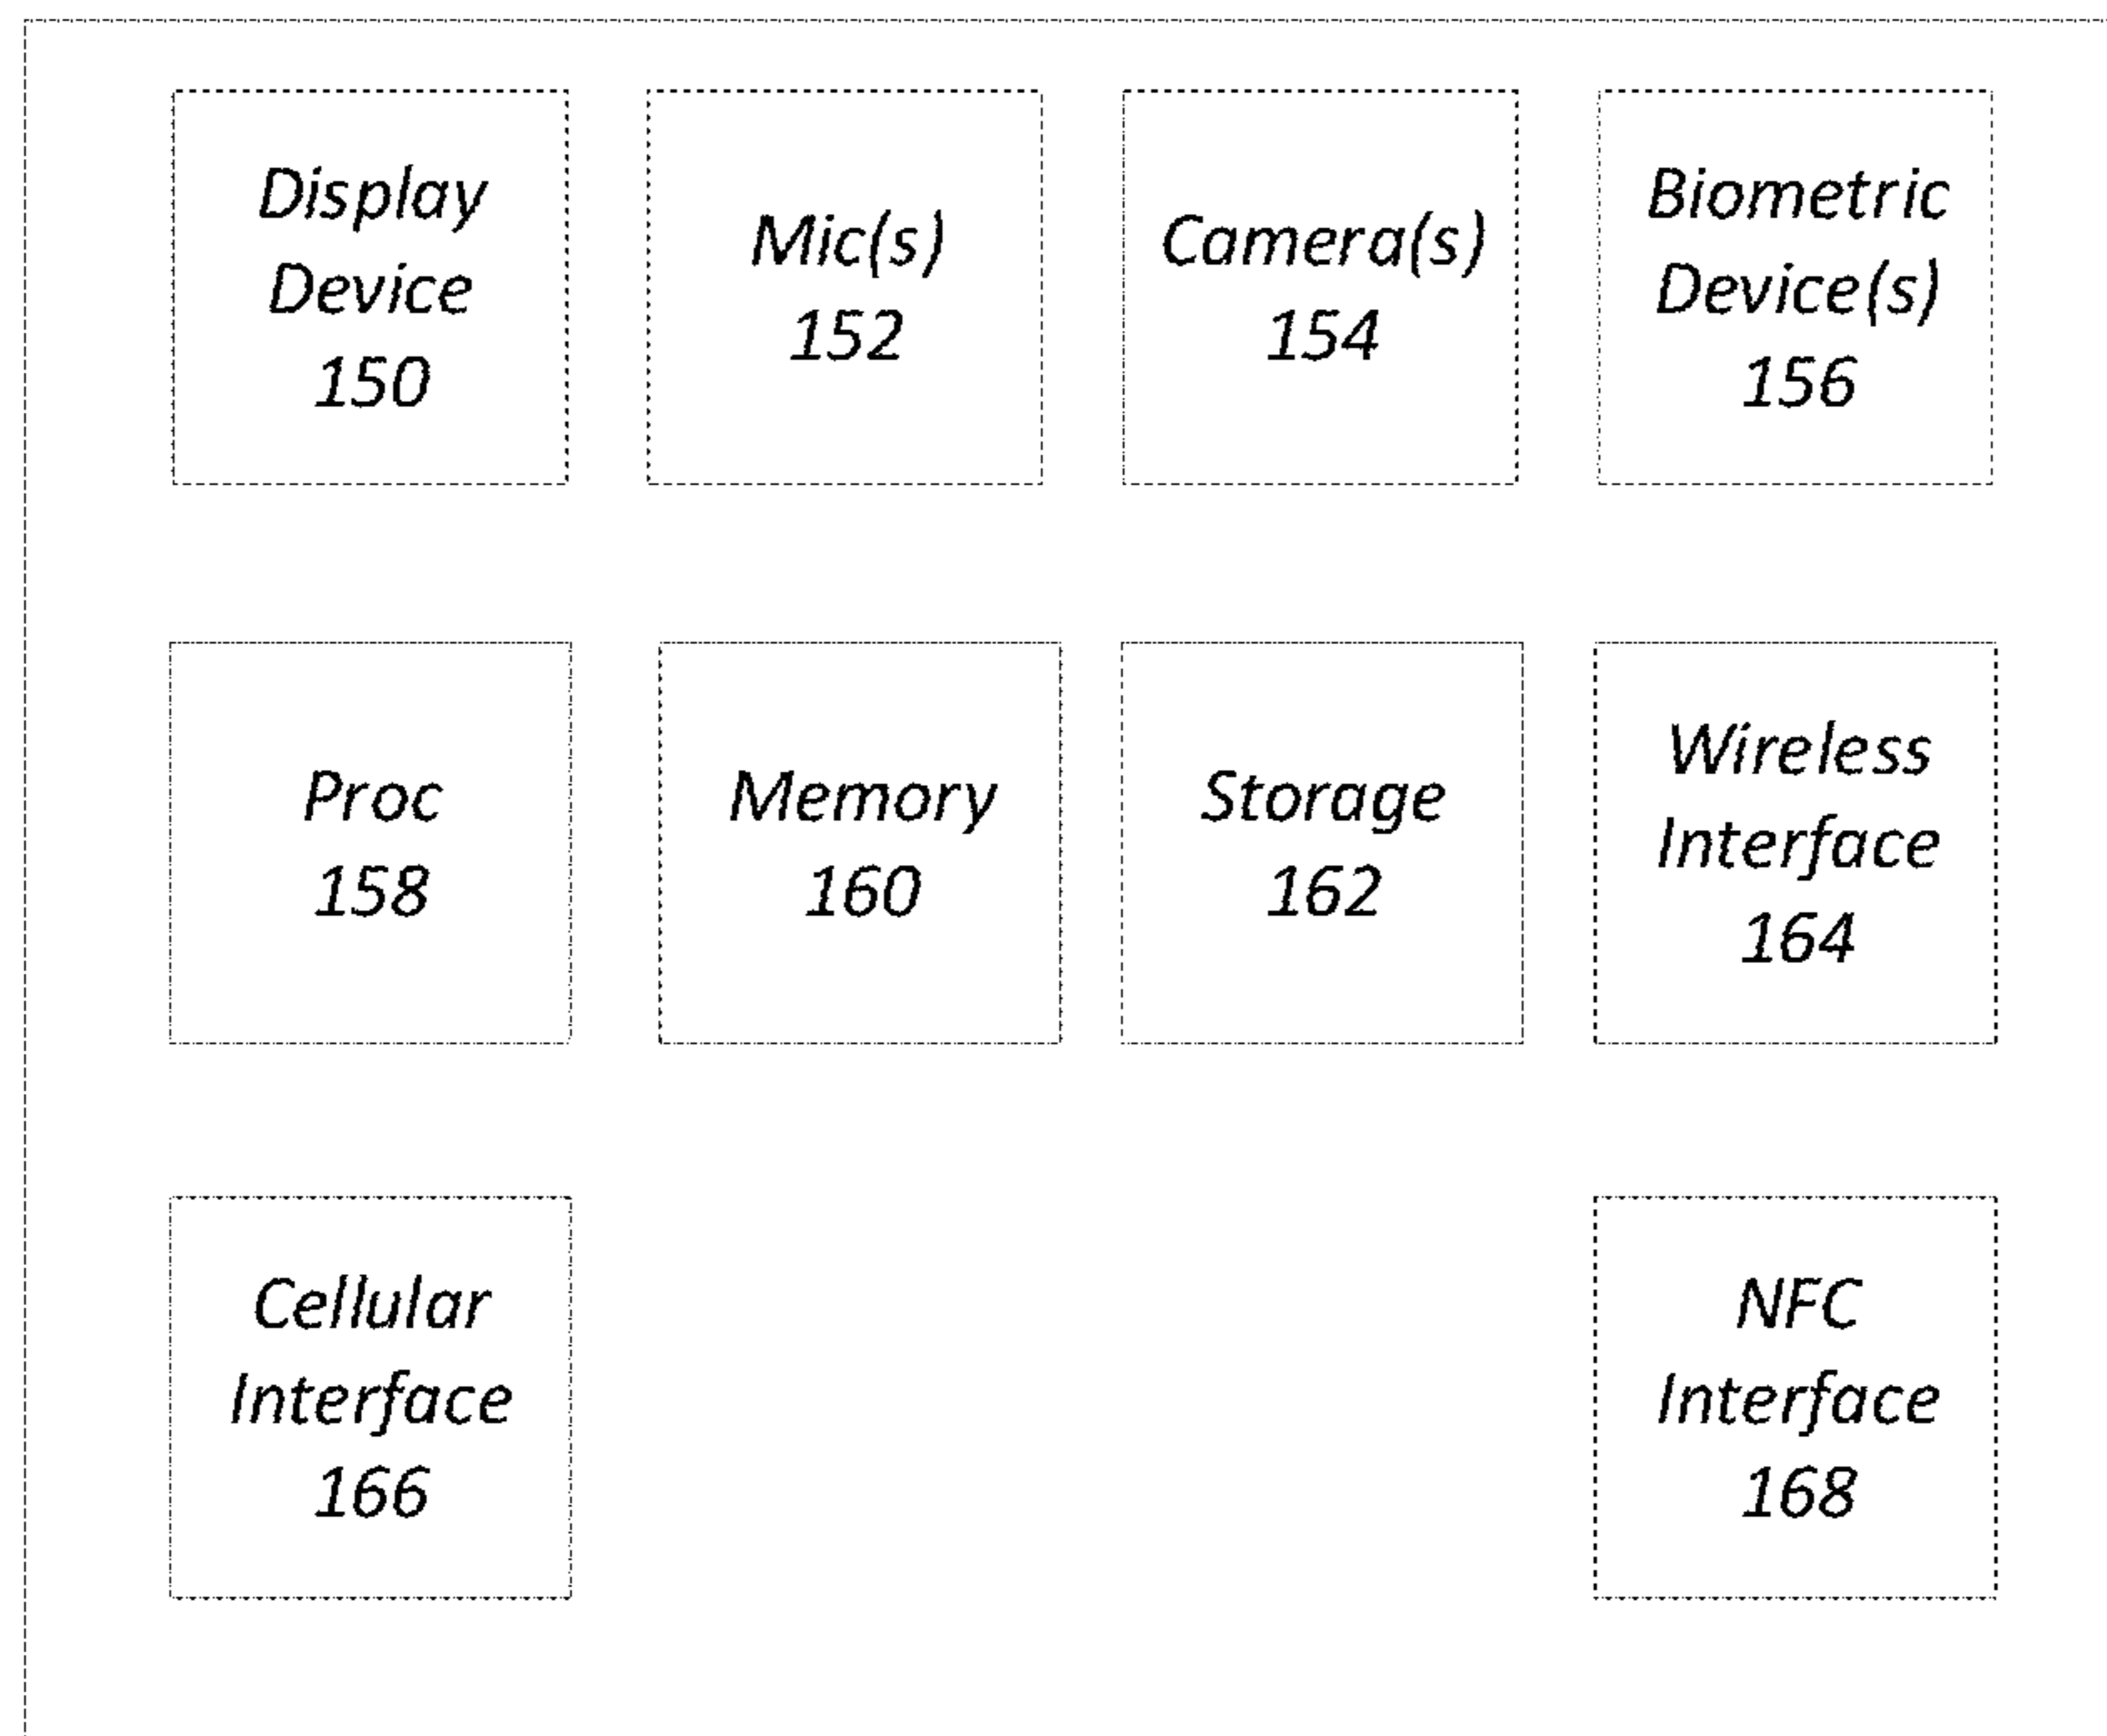 Display
Device
150
Mic(s)
152
Camera(s)
154
Biometric
Device(s)
156
Proc
158
Memory
160
Storage
162
Wireless
Interface
164
Cellular
Interface
166
NFC
Interface
168